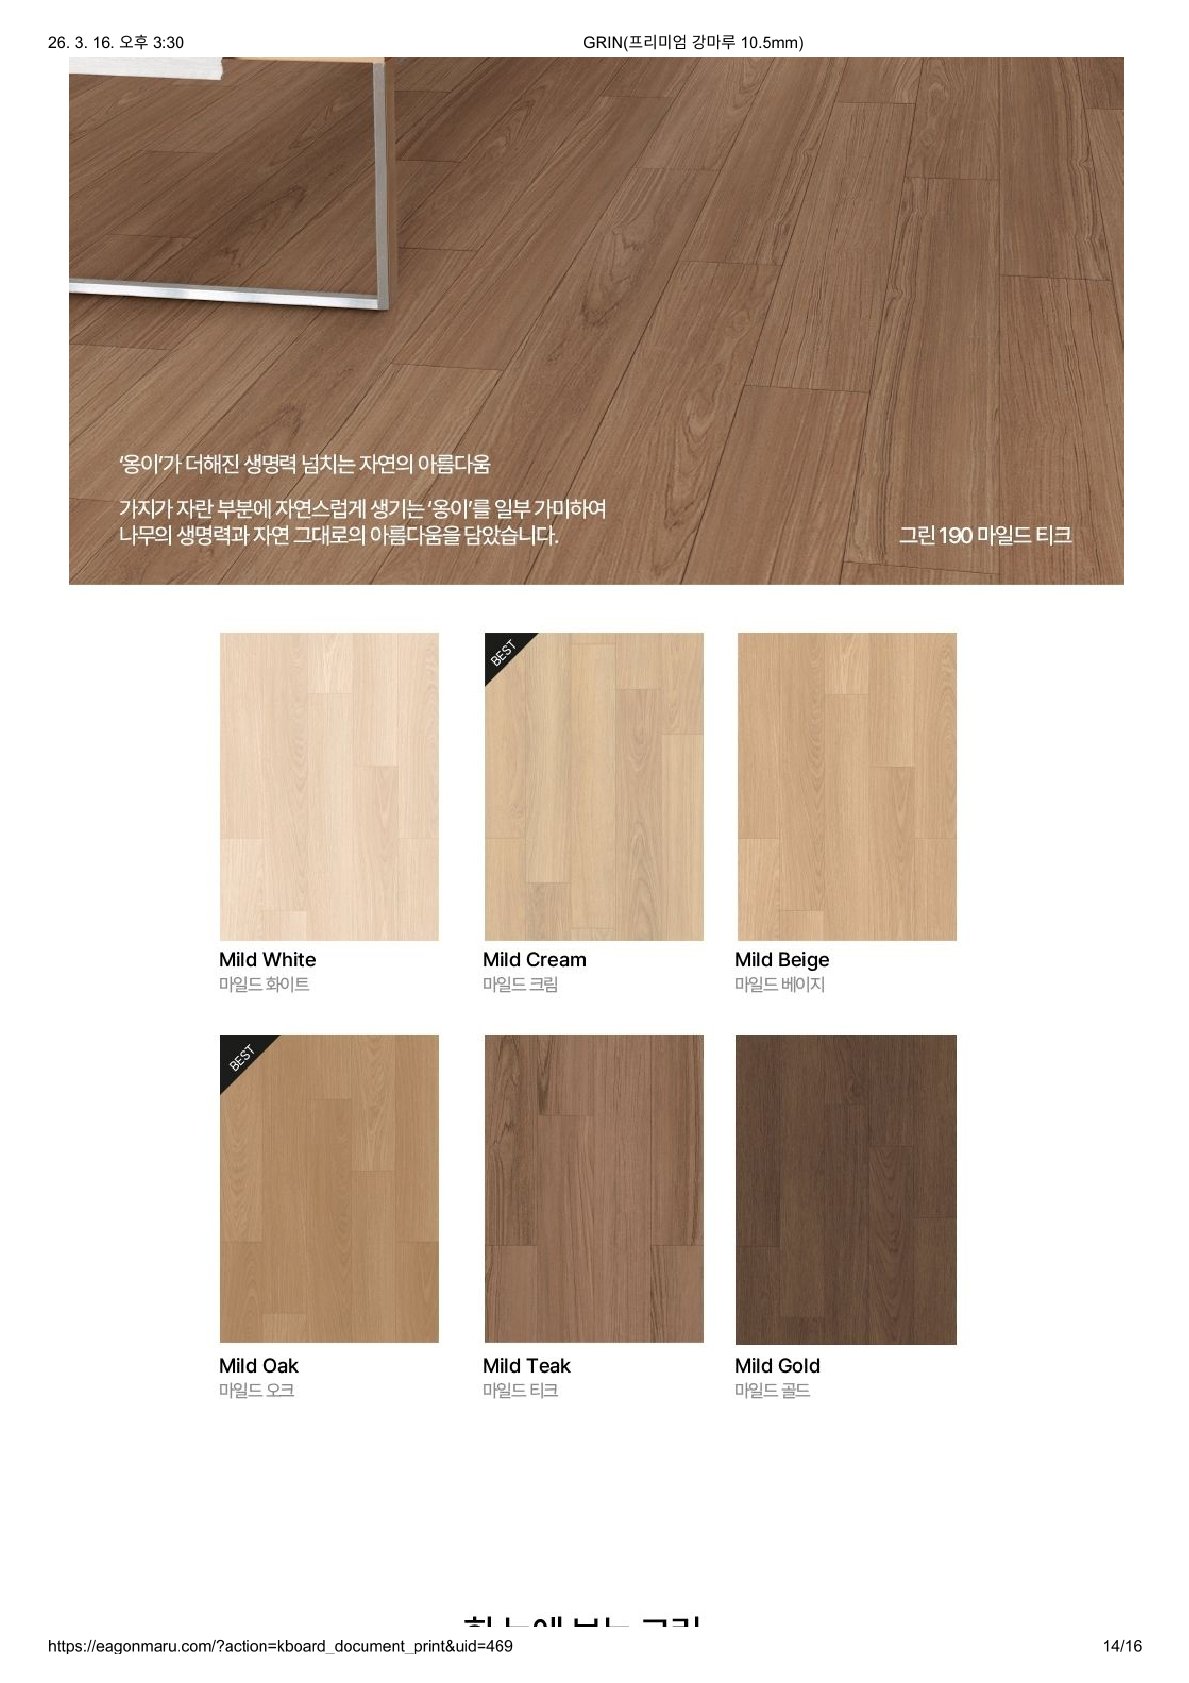 26. 3. 16. 오후 3:30
GRIN(프리미엄 강마루 10.5mm)
‘옹이’가 더해진 생명력 넘치는 자연의 아름다움
가지가 자란 부분에 자연스럽게 생기는 ‘옹이’를 일부 가미하여
나무의 생명력과 자연 그대로의 아름다움을 담았습니다.
그린 190 마일드 티크
BEST
Mild White
마일드 화이트
Mild Cream
마일드 크림
Mild Beige
마일드 베이지
BEST
Mild Oak
마일드 오크
Mild Teak
마일드 티크
Mild Gold
마일드 골드
https://eagonmaru.com/?action=kboard_document_print&uid=469
14/16